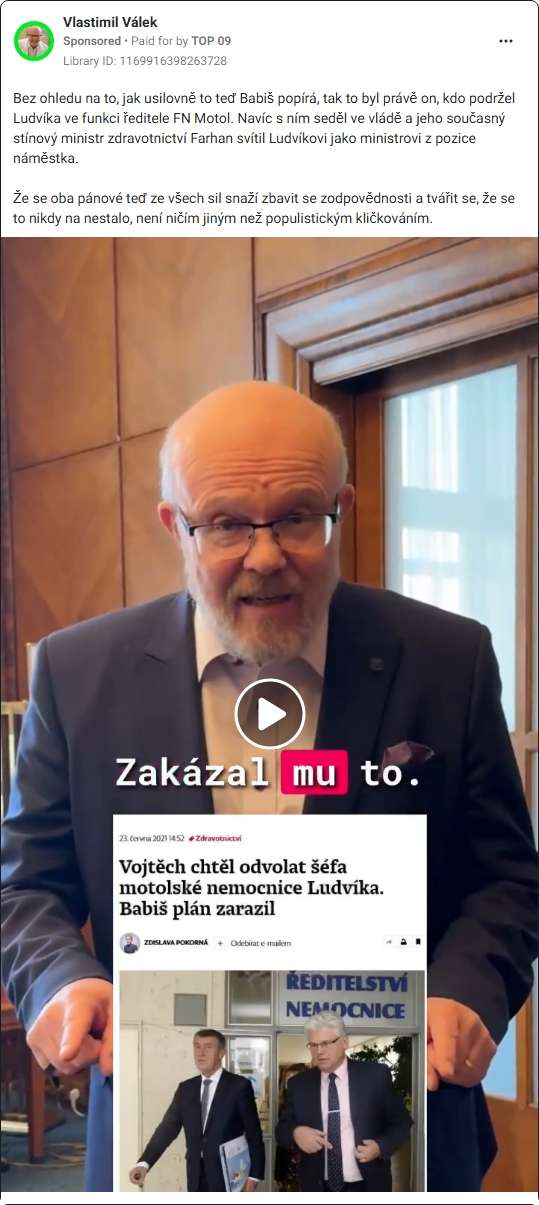 Vlastimil Válek
Sponsored • Paid for by TOP 09
Library ID: 1169916398263728
Bez ohledu na to, jak usilovně to teď Babiš popírá, tak to byl právě on, kdo podržel
Ludvíka ve funkci ředitele FN Motol. Navíc s ním seděl ve vládě a jeho současný
stínový ministr zdravotnictví Farhan svítil Ludvíkovi jako ministrovi z pozice
náměstka.
Že se oba pánové teď ze všech sil snaží zbavit se zodpovědnosti a tvářit se, že se
to nikdy na nestalo, není ničím jiným než populistickým kličkováním.
Zakázal mu to.
23. června 2021 14:52 Zdravotnictví
Vojtěch chtěl odvolat šéfa
motolské nemocnice Ludvíka.
Babiš plán zarazil
ZDISLAVA POKORNÁ + Odebírat e-mailem
ŘEDITELSTVÍ
NEMOCNICE